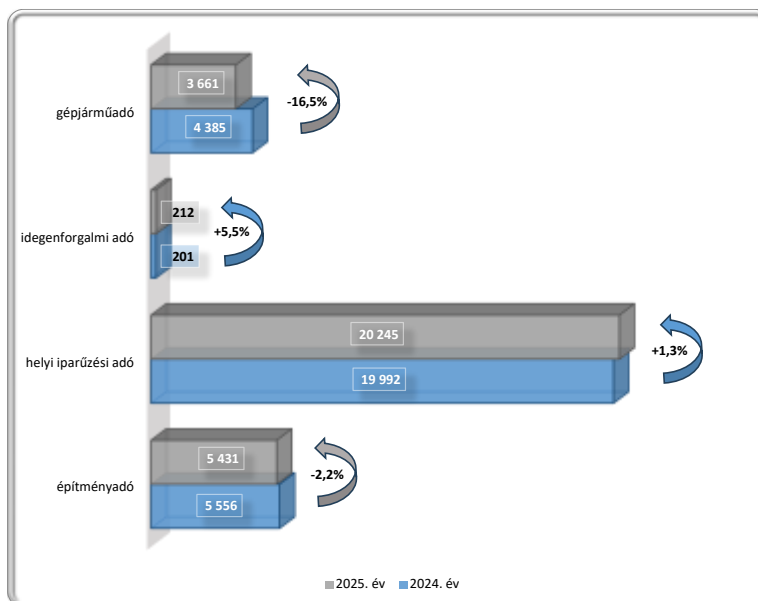 3 661
gépjárműadó
-16,5%
4 385
212
idegenforgalmi adó
+5,5%
201
20 245
helyi iparűzési adó
+1,3%
19 992
5 431
építményadó
-2,2%
5 556
2025. év 2024. év